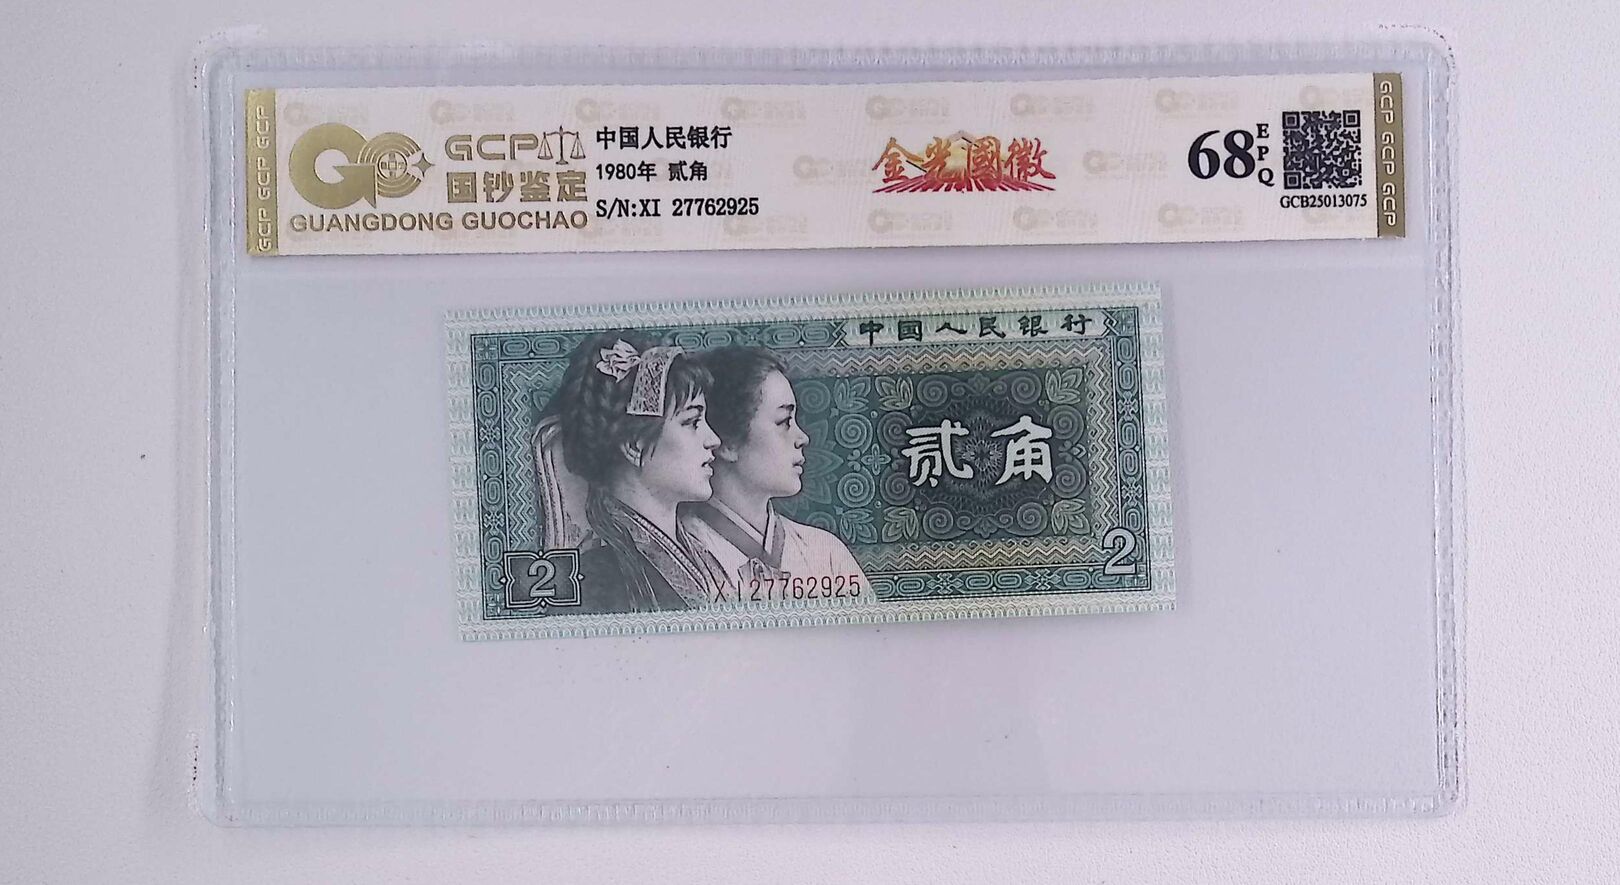 GCP GCP GCP
GCP
国钞鉴定
GUANGDONG GUOCHAO
中国人民银行
1980年 贰角
S/N:XI 27762925
金光國徽
68
EPQ
GCB25013075
GCP GCP GCP
中国人民银行
贰角
2
2
XI27762925